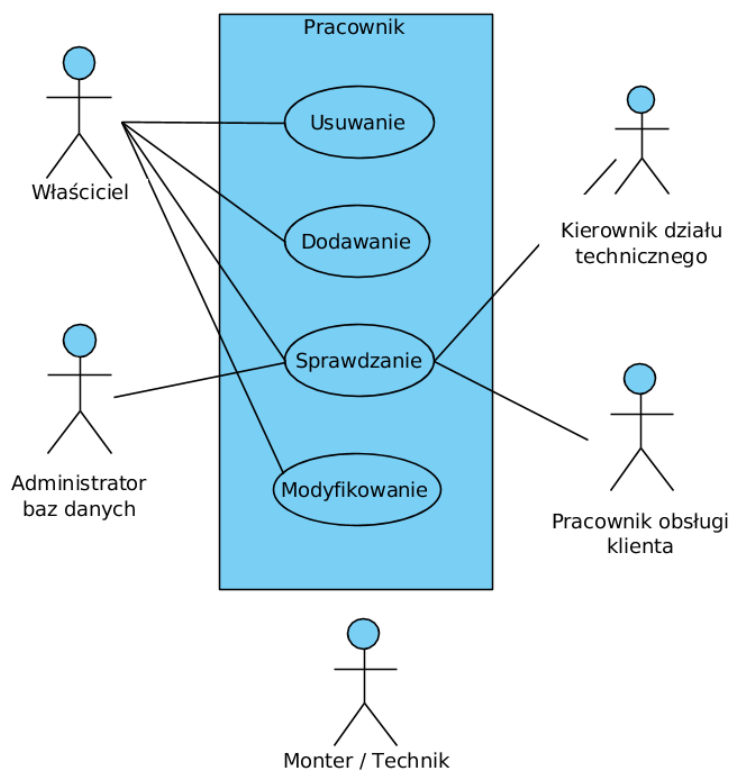 Pracownik
Usuwanie
Właściciel
Dodawanie
Kierownik działu
technicznego
Sprawdzanie
Administrator
baz danych
Modyfikowanie
Pracownik obsługi
klienta
Monter / Technik